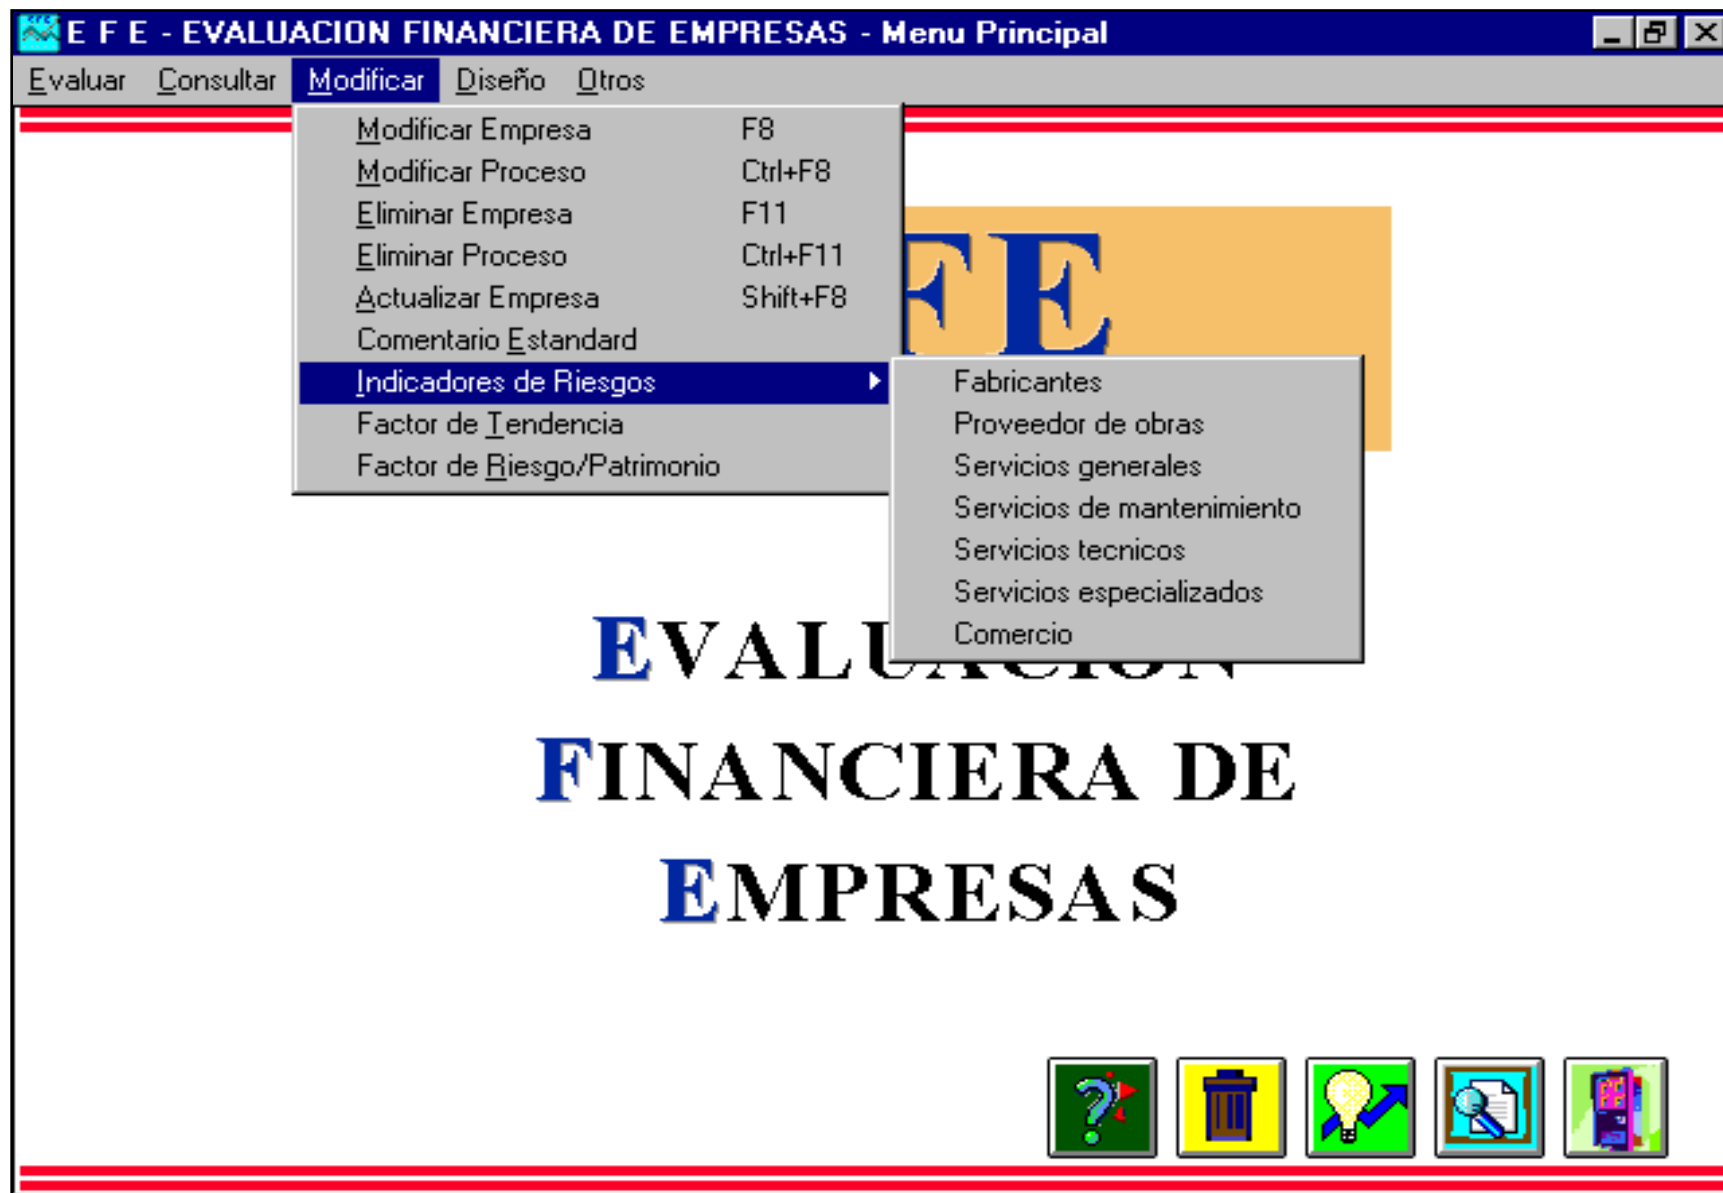 E F E - EVALUACION FINANCIERA DE EMPRESAS - Menu Principal
Evaluar Consultar Modificar Diseño Otros
Modificar Empresa F8
Modificar Proceso Ctrl+F8
Eliminar Empresa F11
Eliminar Proceso Ctrl+F11
Actualizar Empresa Shift+F8
Comentario Estandard
Indicadores de Riesgos
Factor de Tendencia
Factor de Riesgo/Patrimonio
FE
Fabricantes
Proveedor de obras
Servicios generales
Servicios de mantenimiento
Servicios tecnicos
Servicios especializados
Comercio
EVALUACION
FINANCIERA DE
EMPRESAS